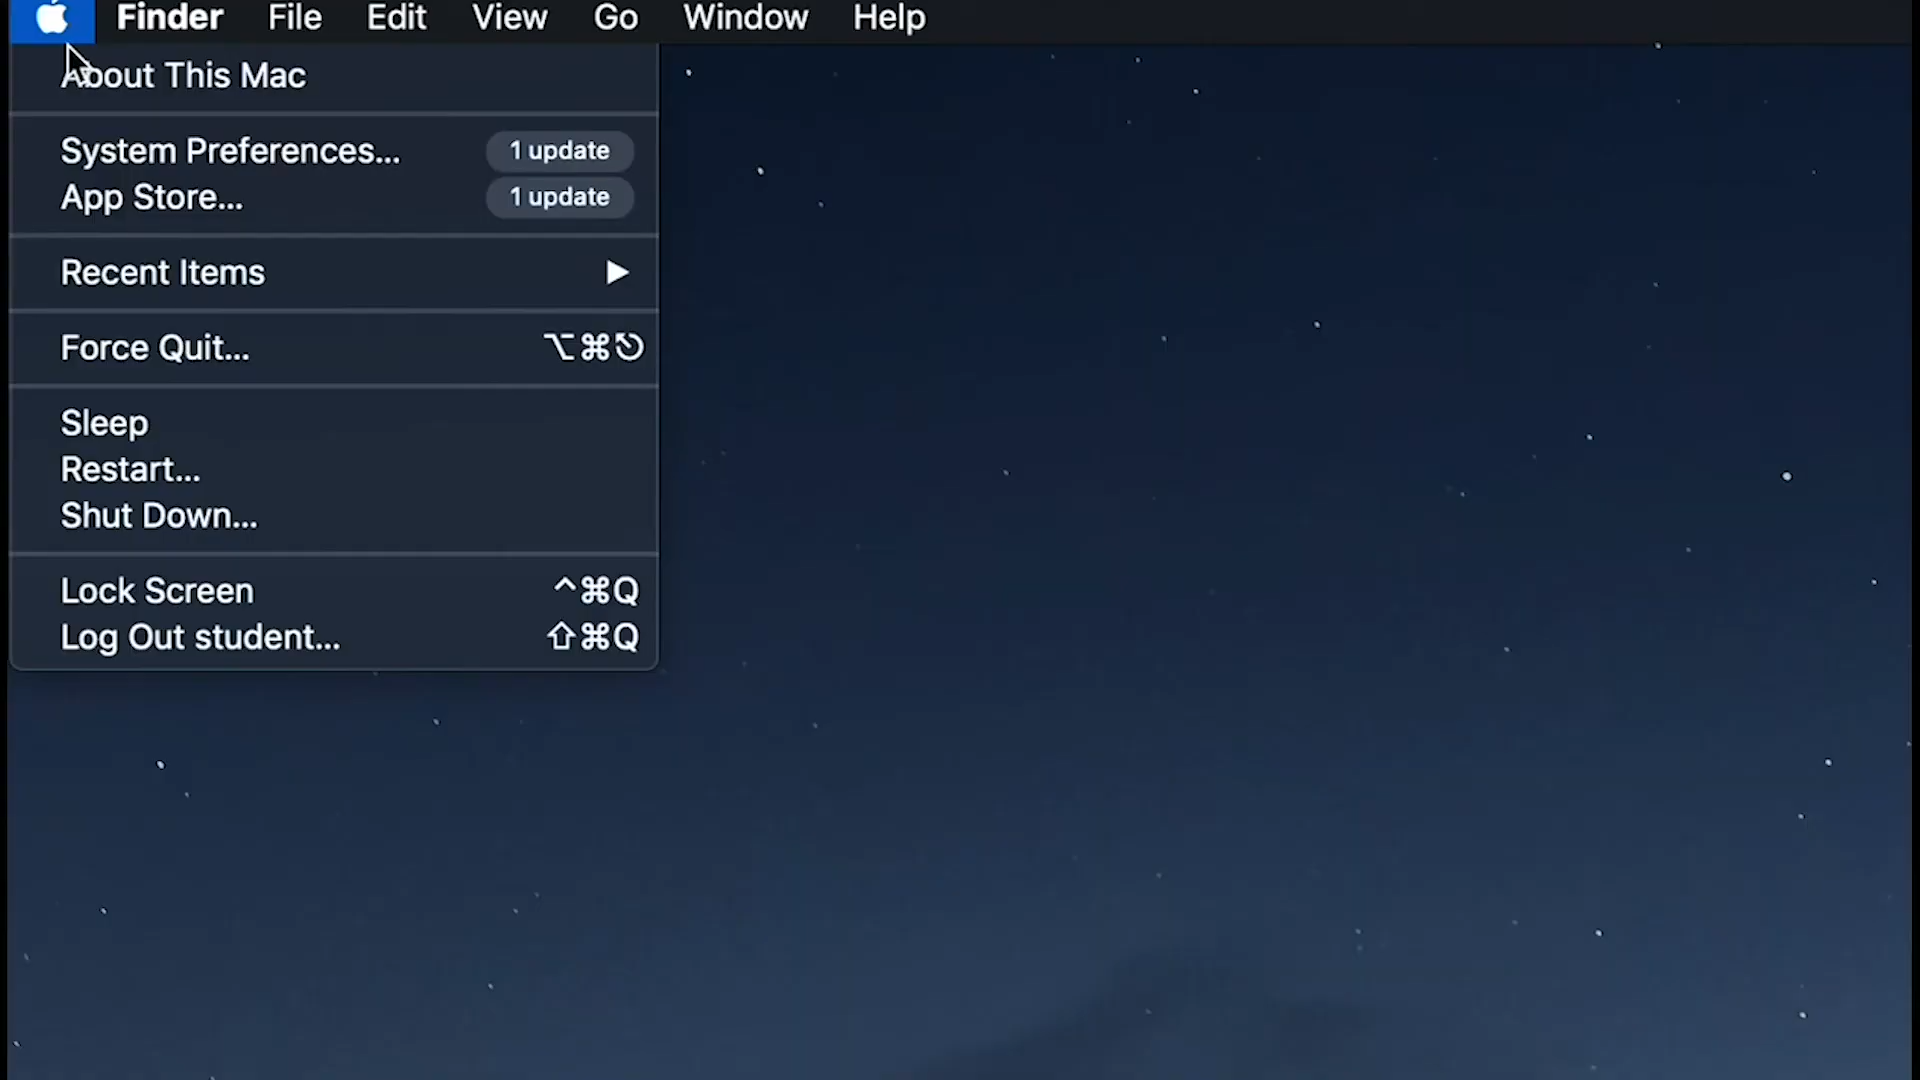 Finder File Edit View Go Window Help
About This Mac
System Preferences... 1 update
App Store... 1 update
Recent Items ▶
Force Quit... ⌥⌘⎋
Sleep
Restart...
Shut Down...
Lock Screen ^⌘Q
Log Out student... ⇧⌘Q